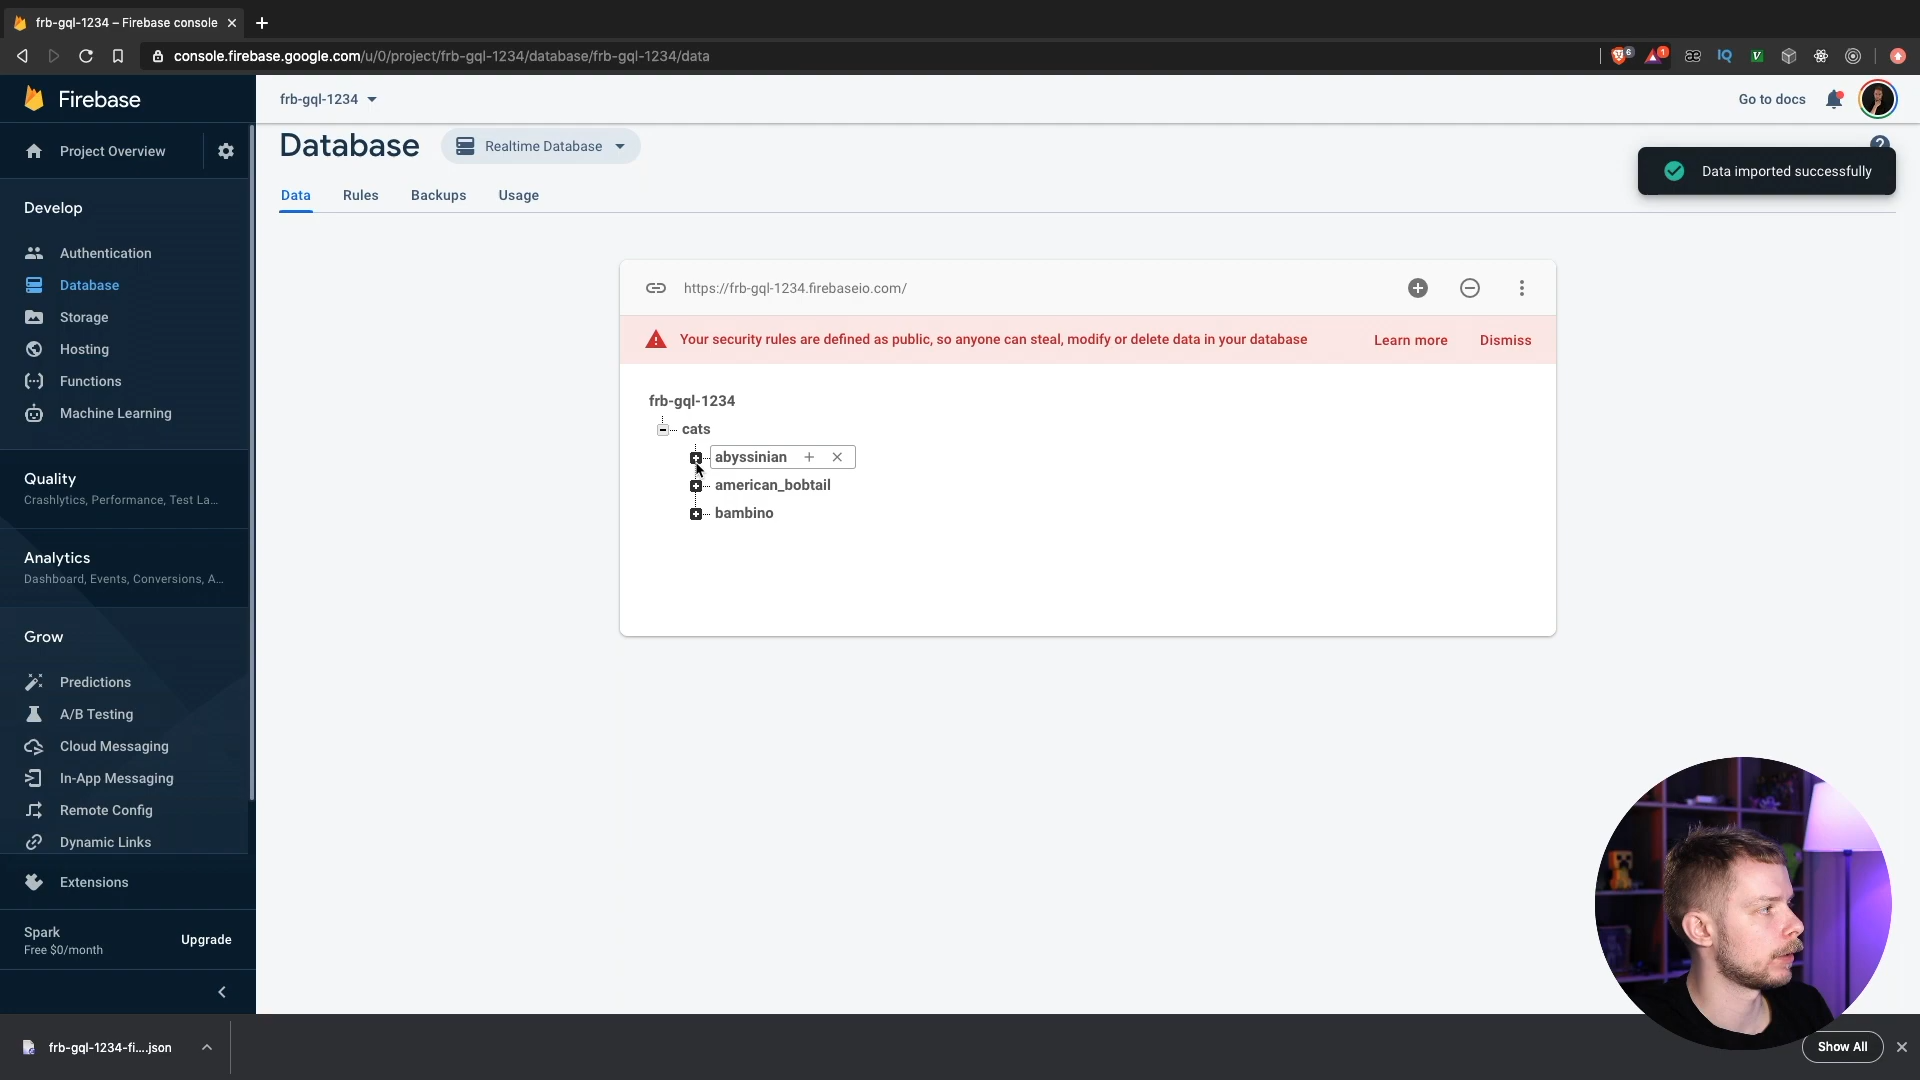 frb-gql-1234 – Firebase console
console.firebase.google.com/u/0/project/frb-gql-1234/database/frb-gql-1234/data
6
1
IQ
V
Firebase
frb-gql-1234
Go to docs
Project Overview
Database
Realtime Database
?
Data imported successfully
Data
Rules
Backups
Usage
Develop
Authentication
Database
Storage
Hosting
Functions
Machine Learning
https://frb-gql-1234.firebaseio.com/
Your security rules are defined as public, so anyone can steal, modify or delete data in your database
Learn more
Dismiss
frb-gql-1234
cats
abyssinian
american_bobtail
bambino
Quality
Crashlytics, Performance, Test La...
Analytics
Dashboard, Events, Conversions, A...
Grow
Predictions
A/B Testing
Cloud Messaging
In-App Messaging
Remote Config
Dynamic Links
Extensions
Spark
Free $0/month
Upgrade
frb-gql-1234-fi....json
Show All